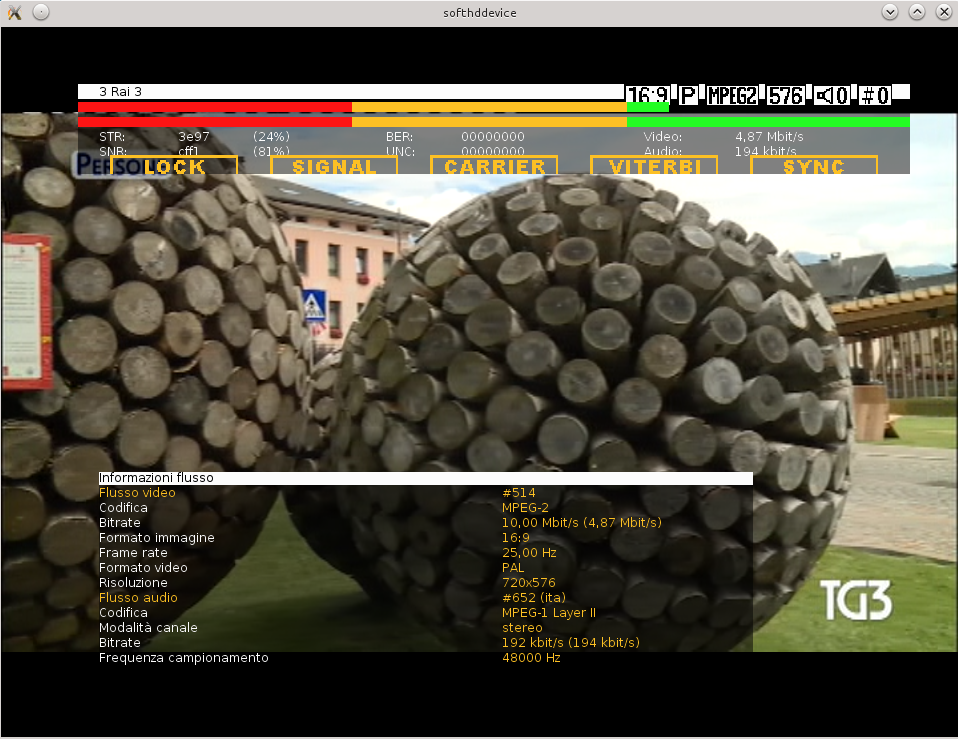 softhddevice
3 Rai 3 16:9 P MPEG2 576 0 #0
STR: 3e97 (24%) BER: 00000000 Video: 4,87 Mbit/s
SNR: cff1 (81%) UNC: 00000000 Audio: 194 kbit/s
LOCK SIGNAL CARRIER VITERBI SYNC
Informazioni flusso
Flusso video #514
Codifica MPEG-2
Bitrate 10,00 Mbit/s (4,87 Mbit/s)
Formato immagine 16:9
Frame rate 25,00 Hz
Formato video PAL
Risoluzione 720x576
Flusso audio #652 (ita)
Codifica MPEG-1 Layer II
Modalità canale stereo
Bitrate 192 kbit/s (194 kbit/s)
Frequenza campionamento 48000 Hz
TG3